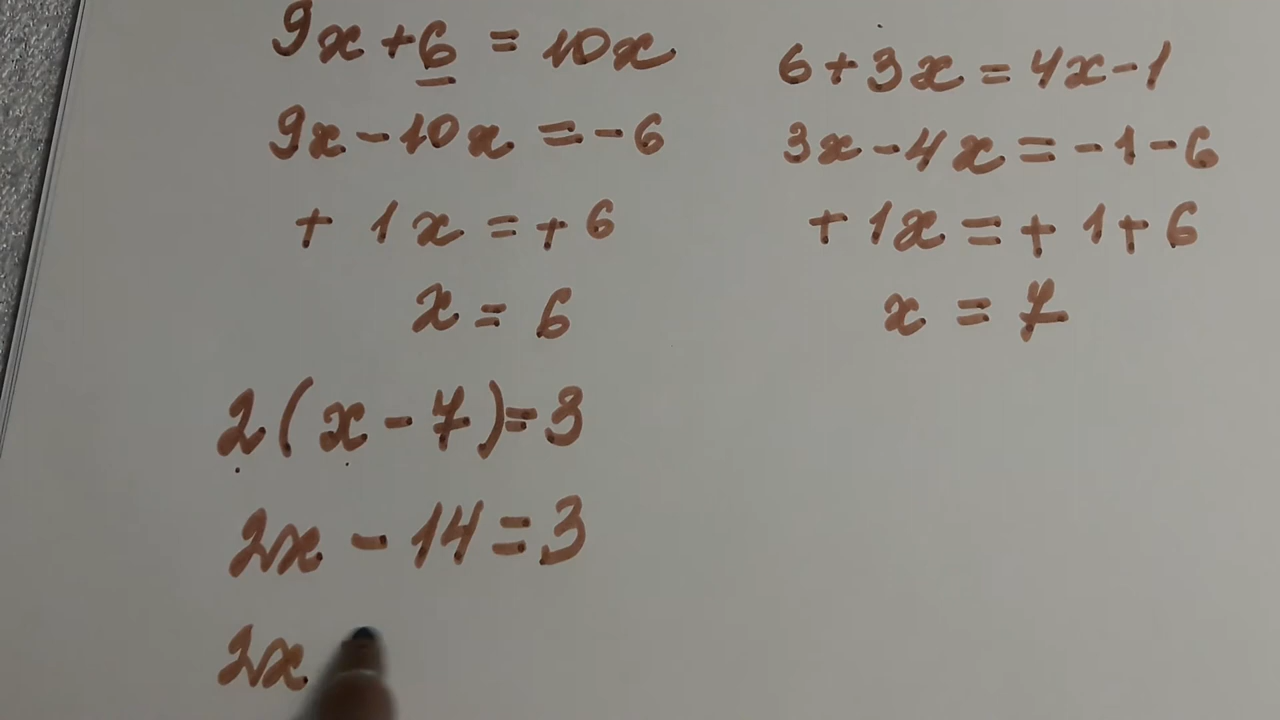 9x + 6 = 10x
9x - 10x = - 6
+ 1x = + 6
x = 6
6 + 3x = 4x - 1
3x - 4x = - 1 - 6
+ 1x = + 1 + 6
x = 7
2(x - 7) = 3
2x - 14 = 3
2x